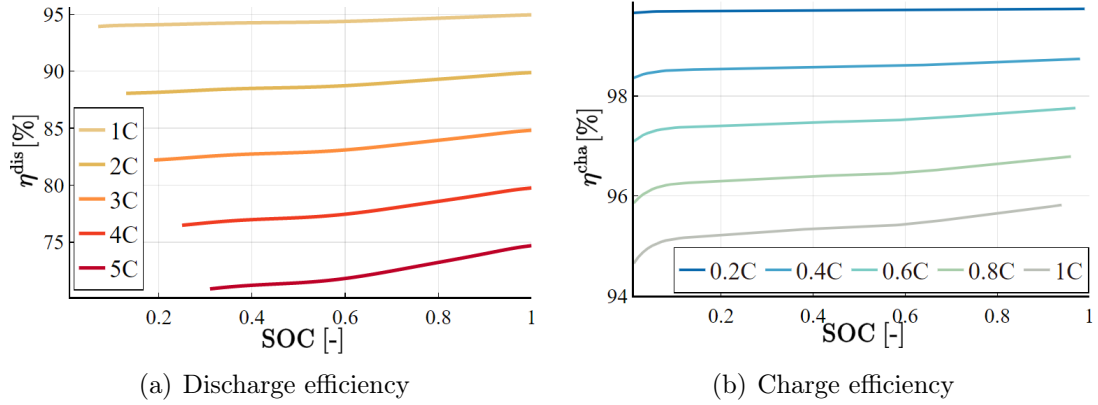 95
90
85
80
75
η^dis [%]
1C
2C
3C
4C
5C
0.2
0.4
0.6
0.8
1
SOC [-]
(a) Discharge efficiency
98
96
94
η^cha [%]
0.2C
0.4C
0.6C
0.8C
1C
0.2
0.4
0.6
0.8
1
SOC [-]
(b) Charge efficiency